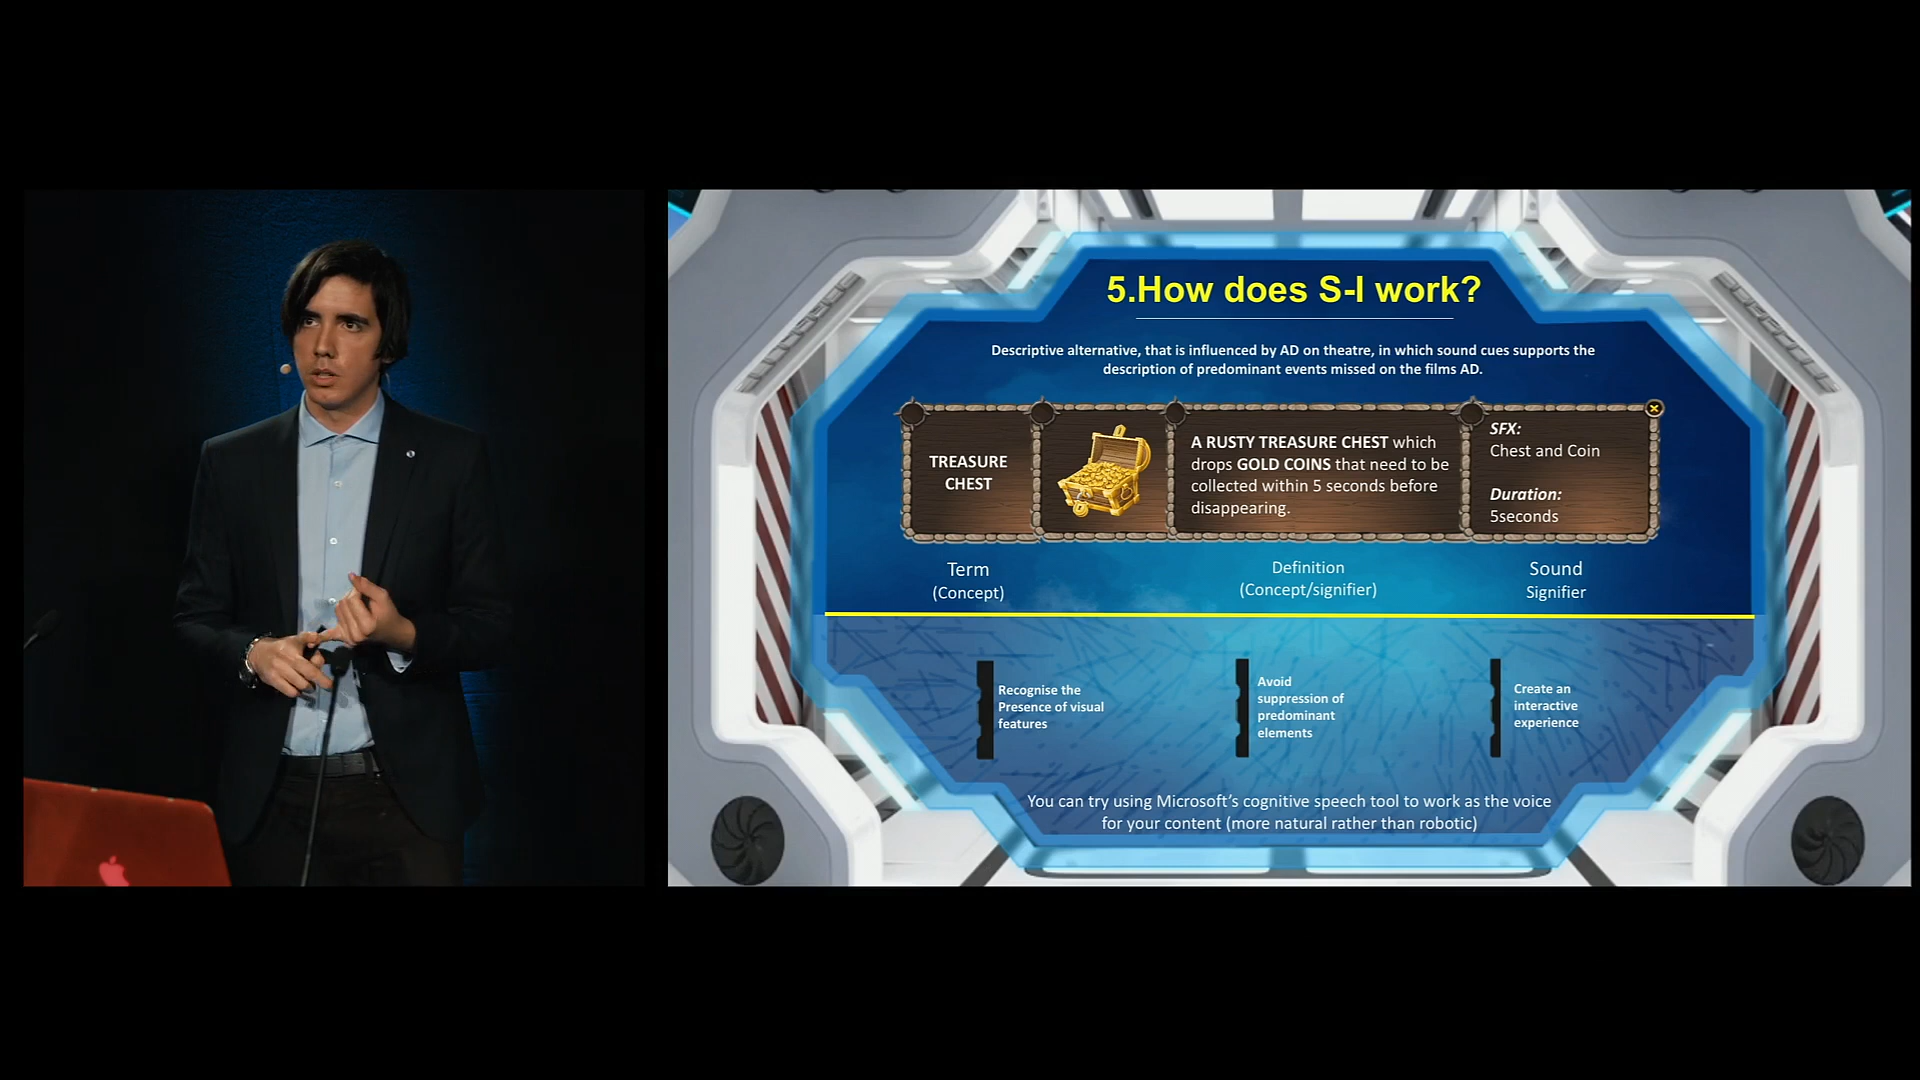 5.How does S-I work?
Descriptive alternative, that is influenced by AD on theatre, in which sound cues supports the
description of predominant events missed on the films AD.
TREASURE
CHEST
A RUSTY TREASURE CHEST which
drops GOLD COINS that need to be
collected within 5 seconds before
disappearing.
SFX:
Chest and Coin
Duration:
5seconds
Term
(Concept)
Definition
(Concept/signifier)
Sound
Signifier
Recognise the
Presence of visual
features
Avoid
suppression of
predominant
elements
Create an
interactive
experience
You can try using Microsoft's cognitive speech tool to work as the voice
for your content (more natural rather than robotic)